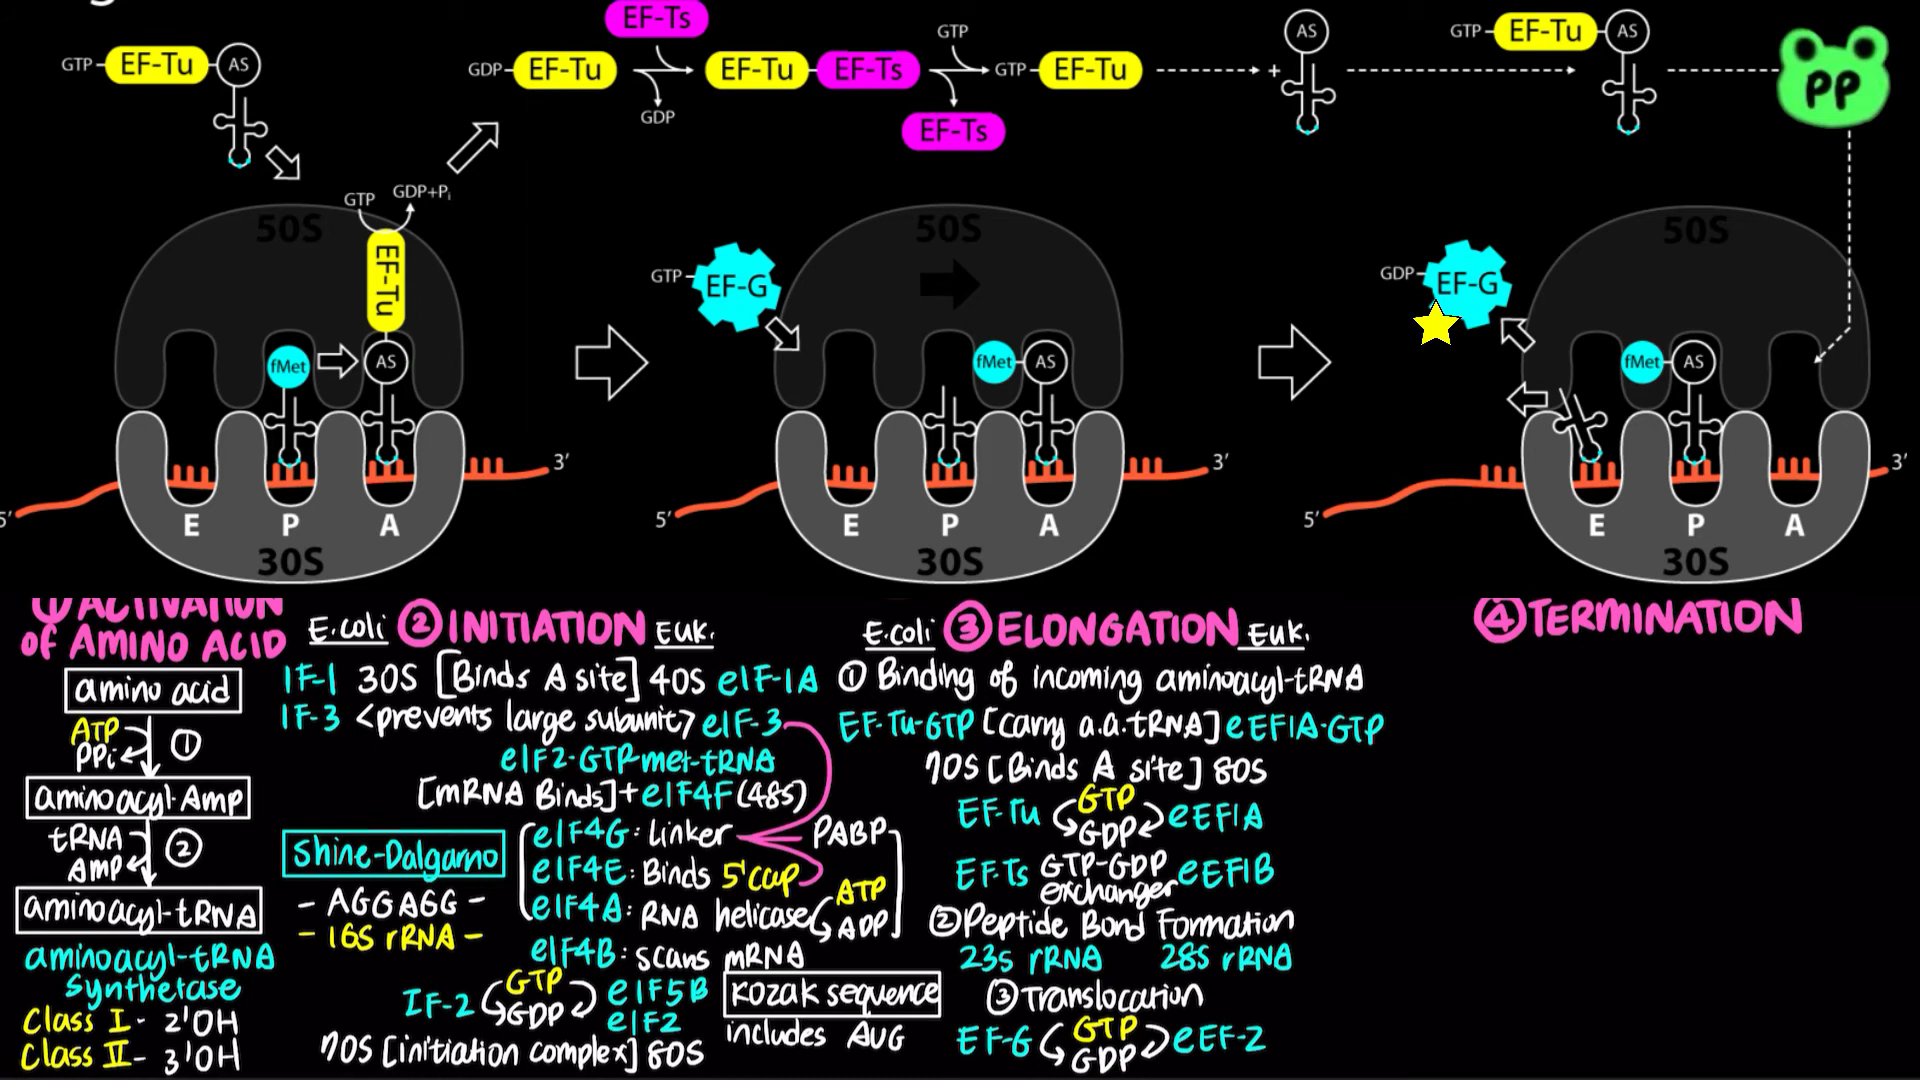 EF-Ts
GTP EF-Tu AS
GDP EF-Tu
EF-Tu EF-Ts
GTP
GTP EF-Tu
+
AS
GTP EF-Tu AS
PP
GDP
EF-Ts
GTP GDP+Pi
50S
EF-Tu
fMet AS
5' 3'
E P A
30S
GTP EF-G
50S
fMet AS
5' 3'
E P A
30S
GDP EF-G
50S
fMet AS
5' 3'
E P A
30S
① ACTIVATION
of AMINO ACID
amino acid
ATP
PPi ①
aminoacyl-Amp
tRNA
Amp ②
aminoacyl-tRNA
aminoacyl-tRNA
synthetase
Class I - 2'OH
Class II - 3'OH
E.coli ② INITIATION EUK.
IF-1 30S [Binds A site] 40S eIF-1A
IF-3 <prevents large subunit> eIF-3
eIF2-GTP-met-tRNA
[mRNA Binds] + eIF4F (48S)
eIF4G: Linker PABP
Shine-Dalgarno
eIF4E: Binds 5'cap
ATP
- AGGAGG -
eIF4A: RNA helicase ADP
- 16S rRNA -
eIF4B: scans mRNA
IF-2 GTP GDP eIF5B
eIF2
Kozak sequence
includes AUG
70S [initiation complex] 80S
E.coli ③ ELONGATION EUK.
① Binding of incoming aminoacyl-tRNA
EF-Tu-GTP [carry a.a.tRNA] eEF1A-GTP
70S [Binds A site] 80S
EF-Tu GTP GDP eEF1A
EF-Ts GTP-GDP exchanger eEF1B
② Peptide Bond Formation
23S rRNA 28S rRNA
③ Translocation
EF-G GTP GDP eEF-2
④ TERMINATION